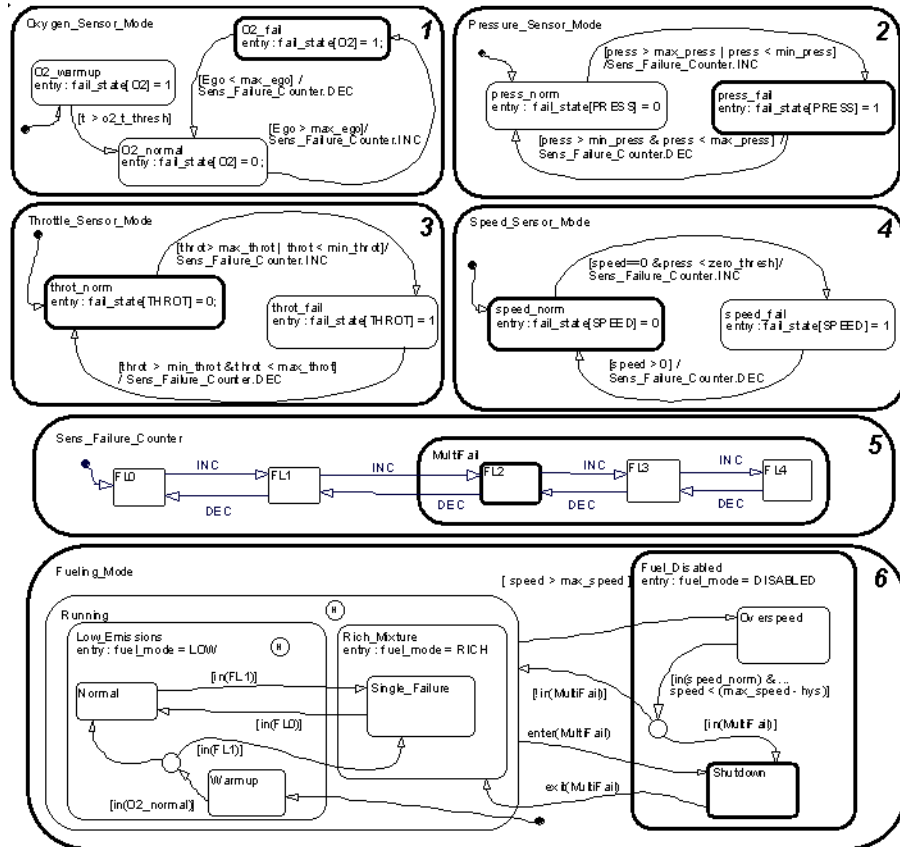 Oxygen_Sensor_Mode
1
O2_fail
entry : fail_state[O2] = 1;
O2_warmup
entry : fail_state[O2] = 1
[Ego < max_ego] /
Sens_Failure_Counter.DEC
[t > o2_t_thresh]
[Ego > max_ego]/
Sens_Failure_Counter.INC
O2_normal
entry : fail_state[O2] = 0;
Pressure_Sensor_Mode
2
[press > max_press | press < min_press]
/Sens_Failure_Counter.INC
press_norm
entry : fail_state[PRESS] = 0
press_fail
entry : fail_state[PRESS] = 1
[press > min_press & press < max_press] /
Sens_Failure_Counter.DEC
Throttle_Sensor_Mode
3
[throt > max_throt | throt < min_throt]/
Sens_Failure_Counter.INC
throt_norm
entry : fail_state[THROT] = 0;
throt_fail
entry : fail_state[THROT] = 1
[throt > min_throt & throt < max_throt]
/ Sens_Failure_Counter.DEC
Speed_Sensor_Mode
4
[speed==0 & press < zero_thresh]/
Sens_Failure_Counter.INC
speed_norm
entry : fail_state[SPEED] = 0
speed_fail
entry : fail_state[SPEED] = 1
[speed > 0] /
Sens_Failure_Counter.DEC
Sens_Failure_Counter
5
MultiFail
FL0
INC
DEC
FL1
INC
DEC
FL2
INC
DEC
FL3
INC
DEC
FL4
Fueling_Mode
6
[ speed > max_speed ]
Fuel_Disabled
entry : fuel_mode = DISABLED
Running
H
Low_Emissions
entry : fuel_mode = LOW
H
Rich_Mixture
entry : fuel_mode = RICH
Overspeed
[in(FL1)]
Normal
Single_Failure
[in(FL0)]
[in(speed_norm) & ...
speed < (max_speed - hys)]
[!in(MultiFail)]
[in(MultiFail)]
[in(FL1)]
enter(MultiFail)
Warmup
Shutdown
[in(O2_normal)]
exit(MultiFail)